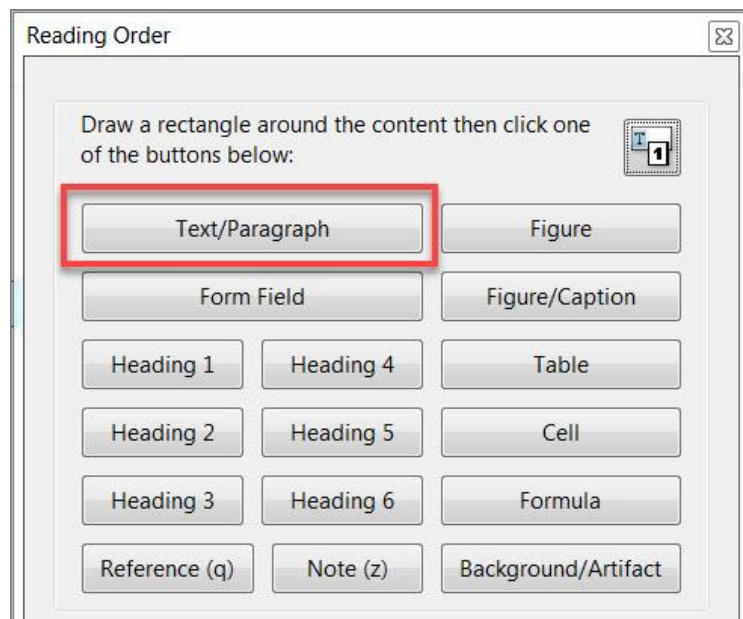 Reading Order
Draw a rectangle around the content then click one
of the buttons below:
T 1
Text/Paragraph Figure
Form Field Figure/Caption
Heading 1 Heading 4 Table
Heading 2 Heading 5 Cell
Heading 3 Heading 6 Formula
Reference (q) Note (z) Background/Artifact